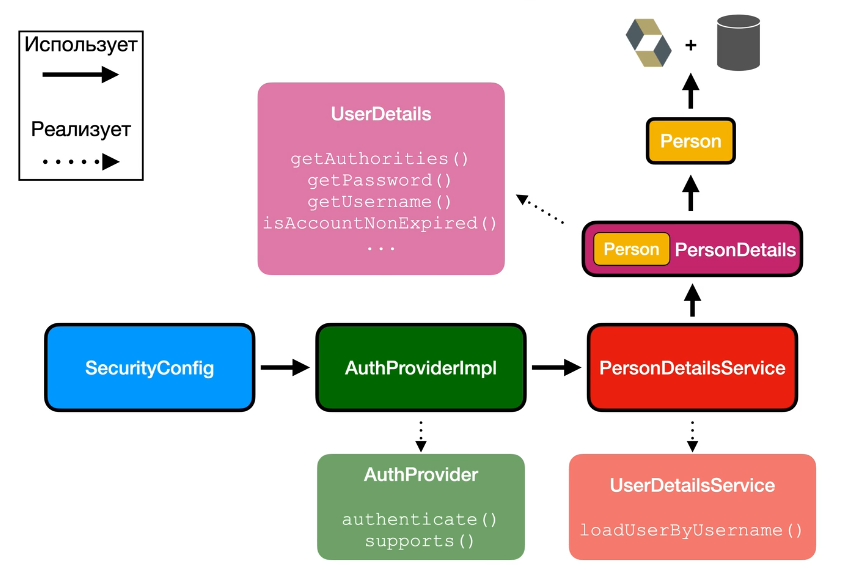 Использует
Реализует
+
UserDetails
getAuthorities()
getPassword()
getUsername()
isAccountNonExpired()
...
Person
Person PersonDetails
SecurityConfig
AuthProviderImpl
PersonDetailsService
AuthProvider
authenticate()
supports()
UserDetailsService
loadUserByUsername()